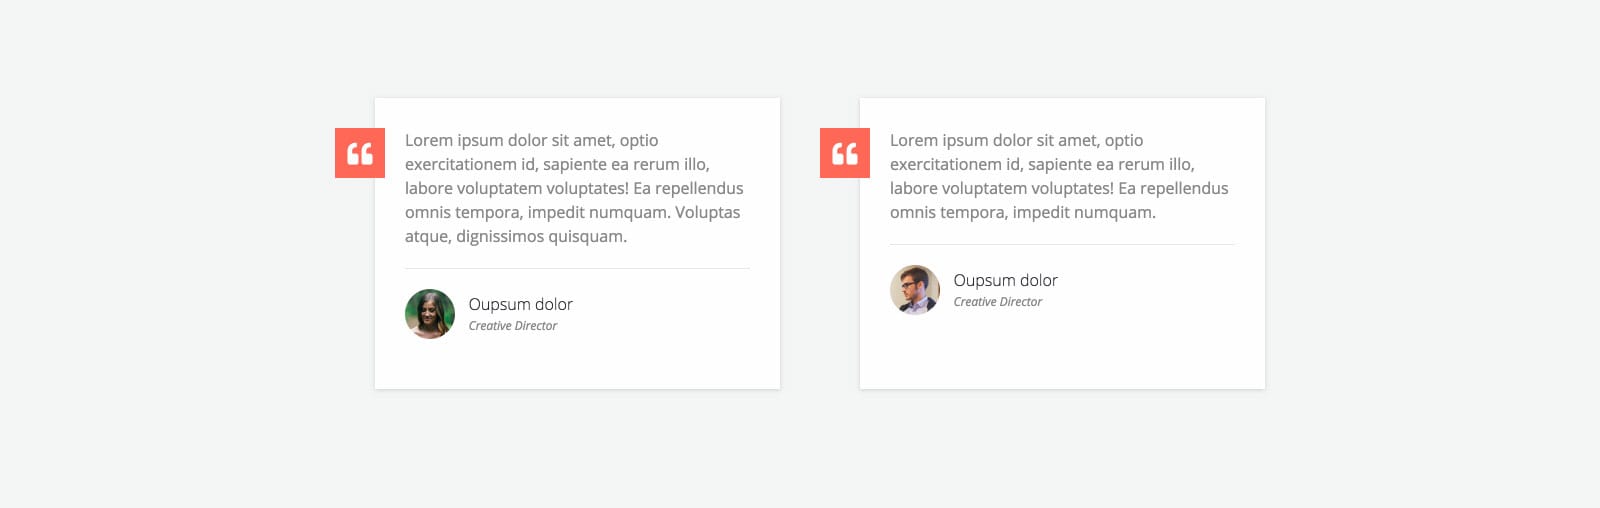 Lorem ipsum dolor sit amet, optio
exercitationem id, sapiente ea rerum illo,
labore voluptatem voluptates! Ea repellendus
omnis tempora, impedit numquam. Voluptas
atque, dignissimos quisquam.
Oupsum dolor
Creative Director
Lorem ipsum dolor sit amet, optio
exercitationem id, sapiente ea rerum illo,
labore voluptatem voluptates! Ea repellendus
omnis tempora, impedit numquam.
Oupsum dolor
Creative Director